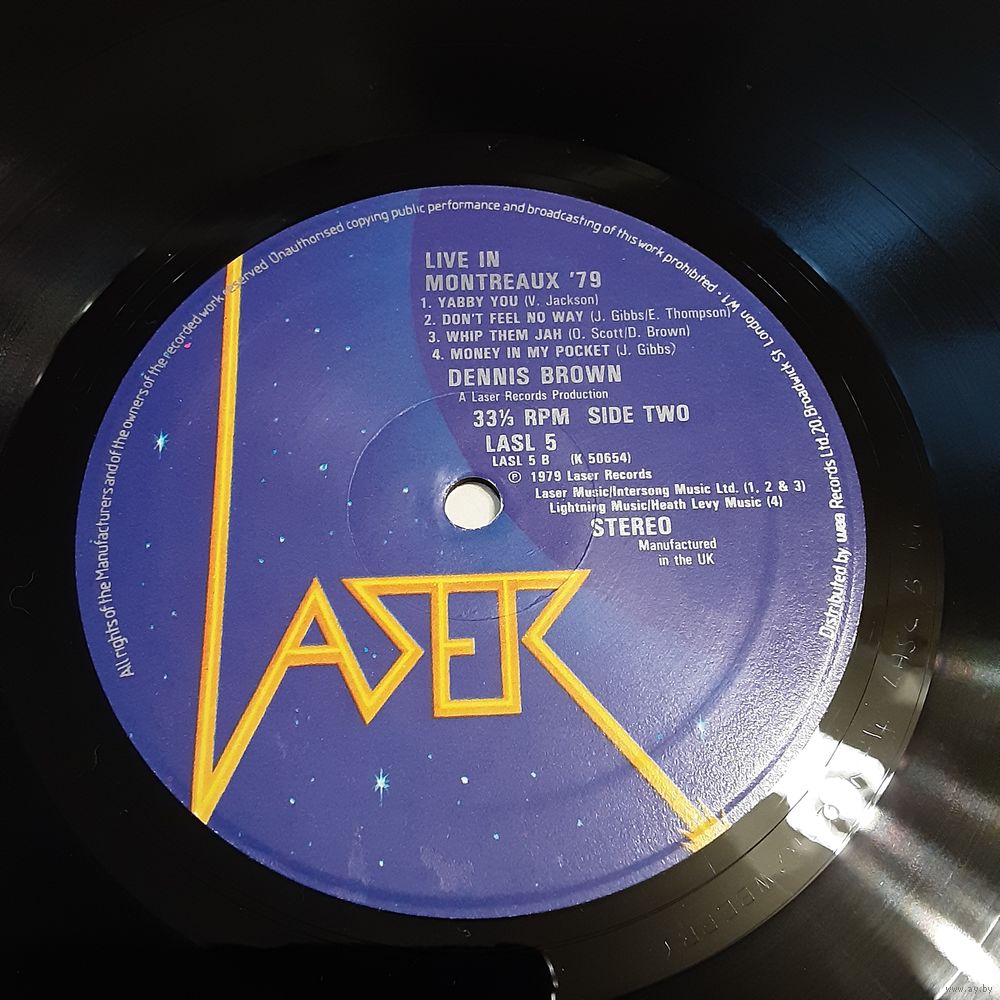 All rights of the Manufacturers and of the owners of the recorded work reserved Unauthorised copying public performance and broadcasting of this work prohibited •
LIVE IN
MONTREAUX '79
1. YABBY YOU (V. Jackson)
2. DON'T FEEL NO WAY (J. Gibbs/E. Thompson)
3. WHIP THEM JAH (O. Scott/D. Brown)
4. MONEY IN MY POCKET (J. Gibbs)
DENNIS BROWN
A Laser Records Production
33⅓ RPM SIDE TWO
LASL 5
LASL 5 B (K 50654)
℗ 1979 Laser Records
Laser Music/Intersong Music Ltd. (1, 2 & 3)
Lightning Music/Heath Levy Music (4)
STEREO
Manufactured
in the UK
Distributed by wea Records Ltd. 20, Broadwick St London W1
LASER
www.ay.by